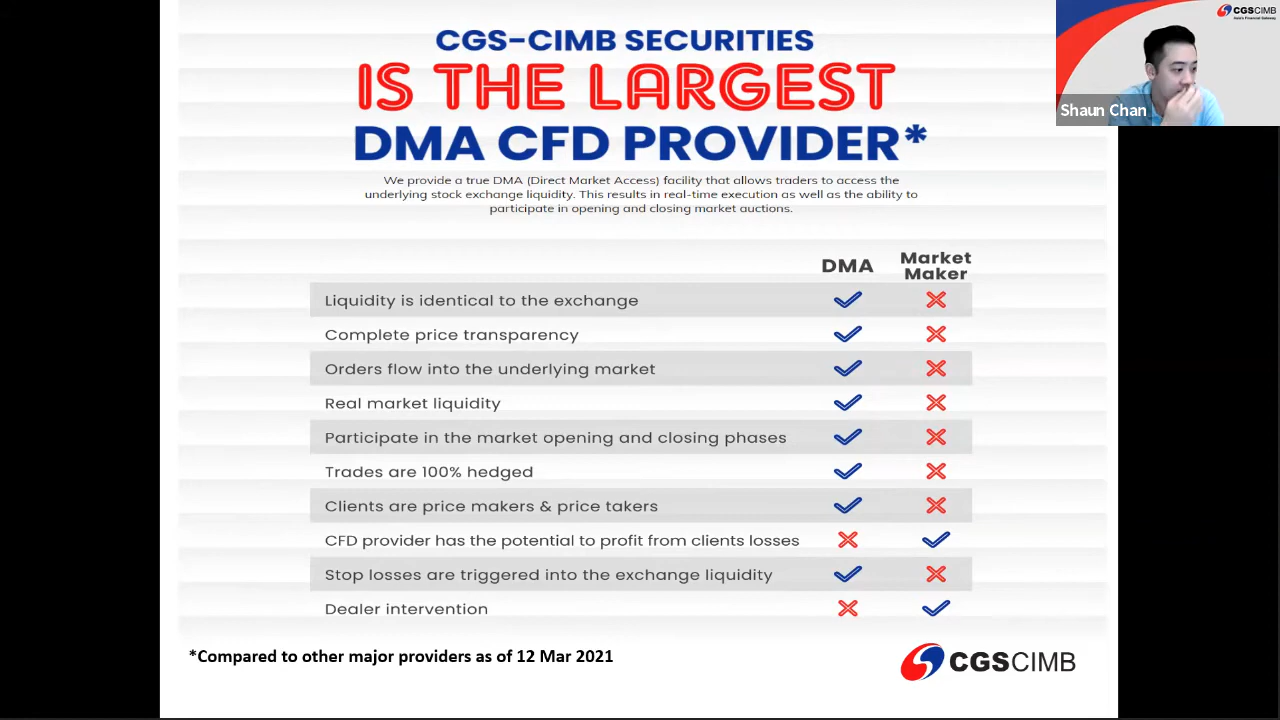 CGS-CIMB SECURITIES
IS THE LARGEST
DMA CFD PROVIDER*
We provide a true DMA (Direct Market Access) facility that allows traders to access the
underlying stock exchange liquidity. This results in real-time execution as well as the ability to
participate in opening and closing market auctions.
DMA
Market
Maker
Liquidity is identical to the exchange
Complete price transparency
Orders flow into the underlying market
Real market liquidity
Participate in the market opening and closing phases
Trades are 100% hedged
Clients are price makers & price takers
CFD provider has the potential to profit from clients losses
Stop losses are triggered into the exchange liquidity
Dealer intervention
*Compared to other major providers as of 12 Mar 2021
CGSCIMB
CGSCIMB
Asia's Financial Gateway
Shaun Chan